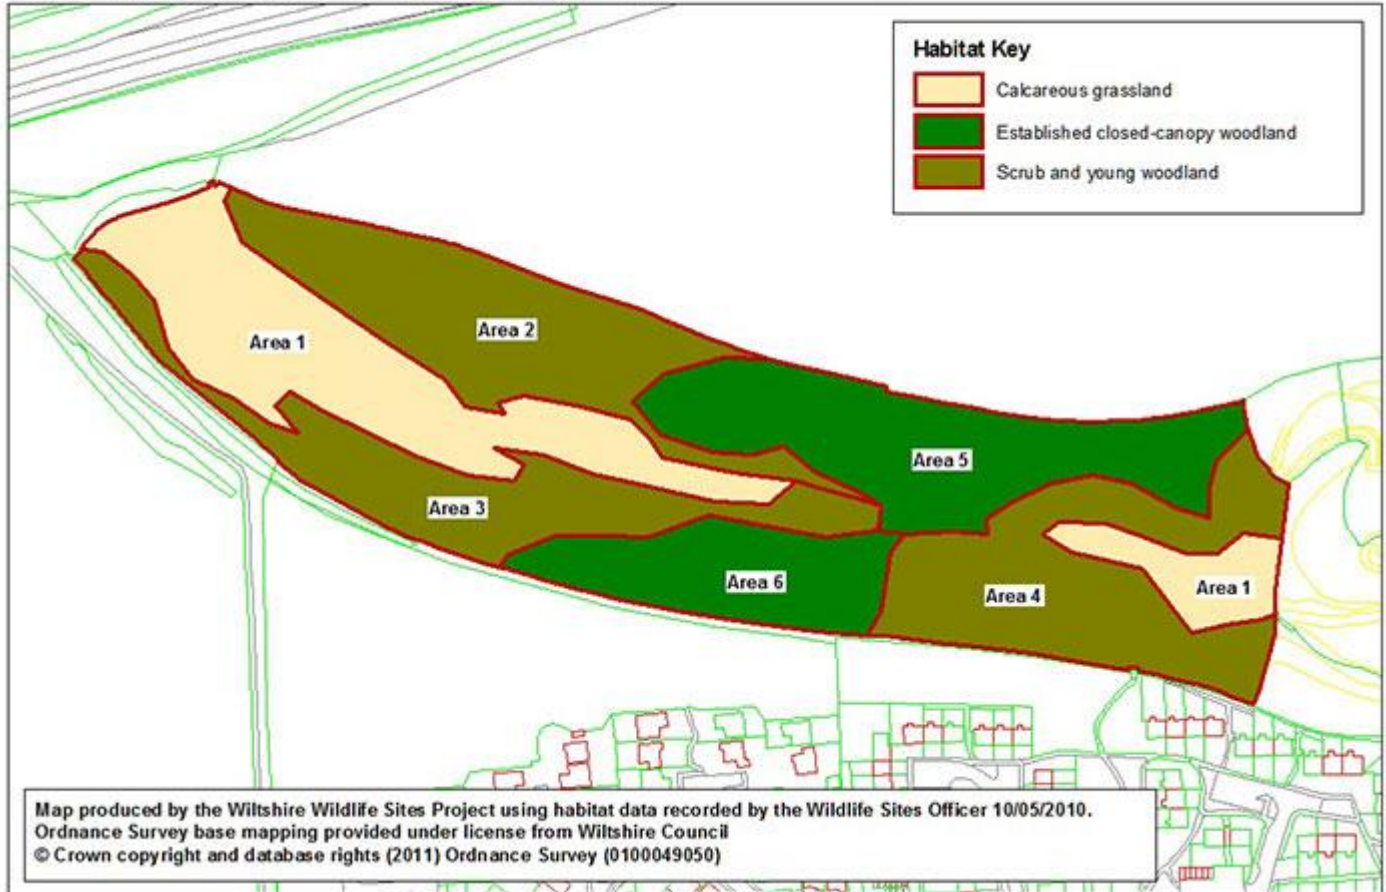 Habitat Key
Calcareous grassland
Established closed-canopy woodland
Scrub and young woodland
Area 1
Area 2
Area 3
Area 5
Area 6
Area 4
Area 1
Map produced by the Wiltshire Wildlife Sites Project using habitat data recorded by the Wildlife Sites Officer 10/05/2010.
Ordnance Survey base mapping provided under license from Wiltshire Council
© Crown copyright and database rights (2011) Ordnance Survey (0100049050)